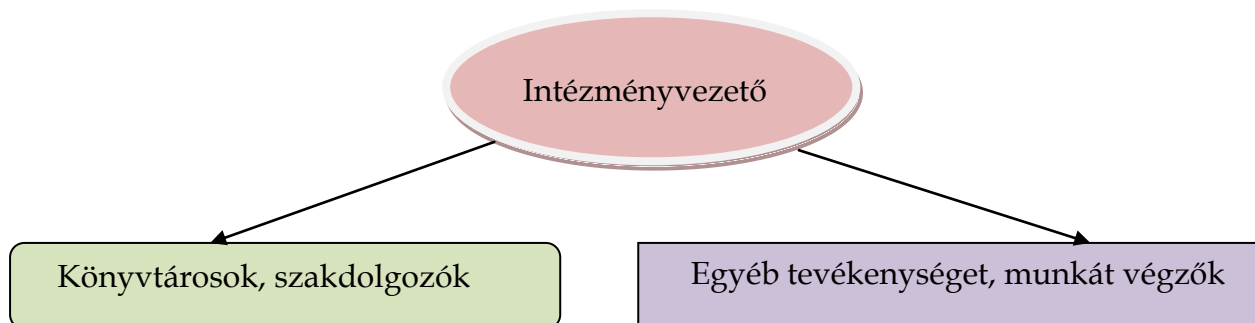 Intézményvezető
Könyvtárosok, szakdolgozók
Egyéb tevékenységet, munkát végzők